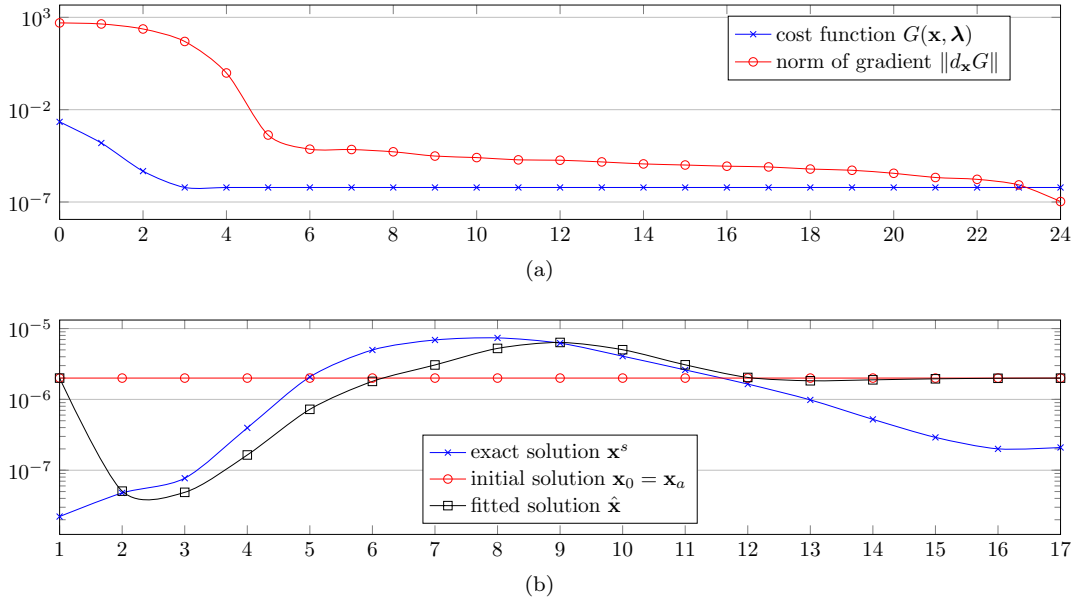 10^3
10^{-2}
10^{-7}
cost function G(x, λ)
norm of gradient ‖d_x G‖
0 2 4 6 8 10 12 14 16 18 20 22 24
(a)
10^{-5}
10^{-6}
10^{-7}
exact solution x^s
initial solution x_0 = x_a
fitted solution x̂
1 2 3 4 5 6 7 8 9 10 11 12 13 14 15 16 17
(b)